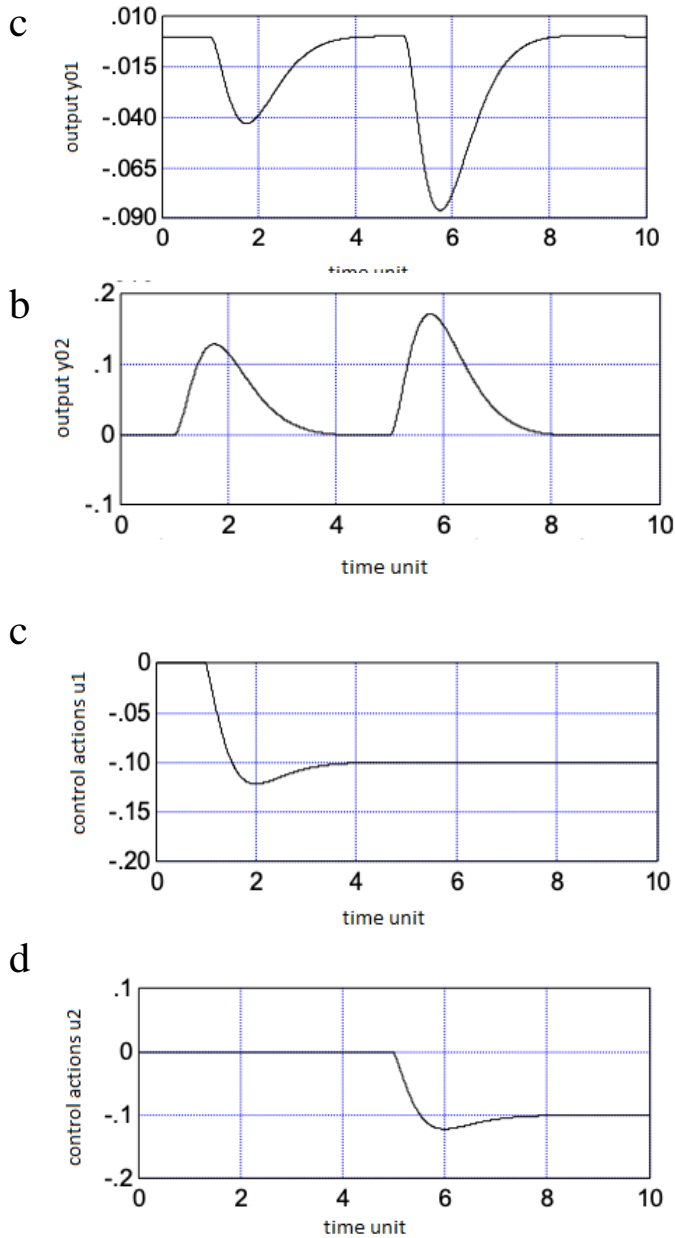 c
.010
-.015
-.040
-.065
-.090
output y01
0 2 4 6 8 10
time unit
b
.2
.1
0
-.1
output y02
0 2 4 6 8 10
time unit
c
0
-.05
-.10
-.15
-.20
control actions u1
0 2 4 6 8 10
time unit
d
.1
0
-.1
-.2
control actions u2
0 2 4 6 8 10
time unit